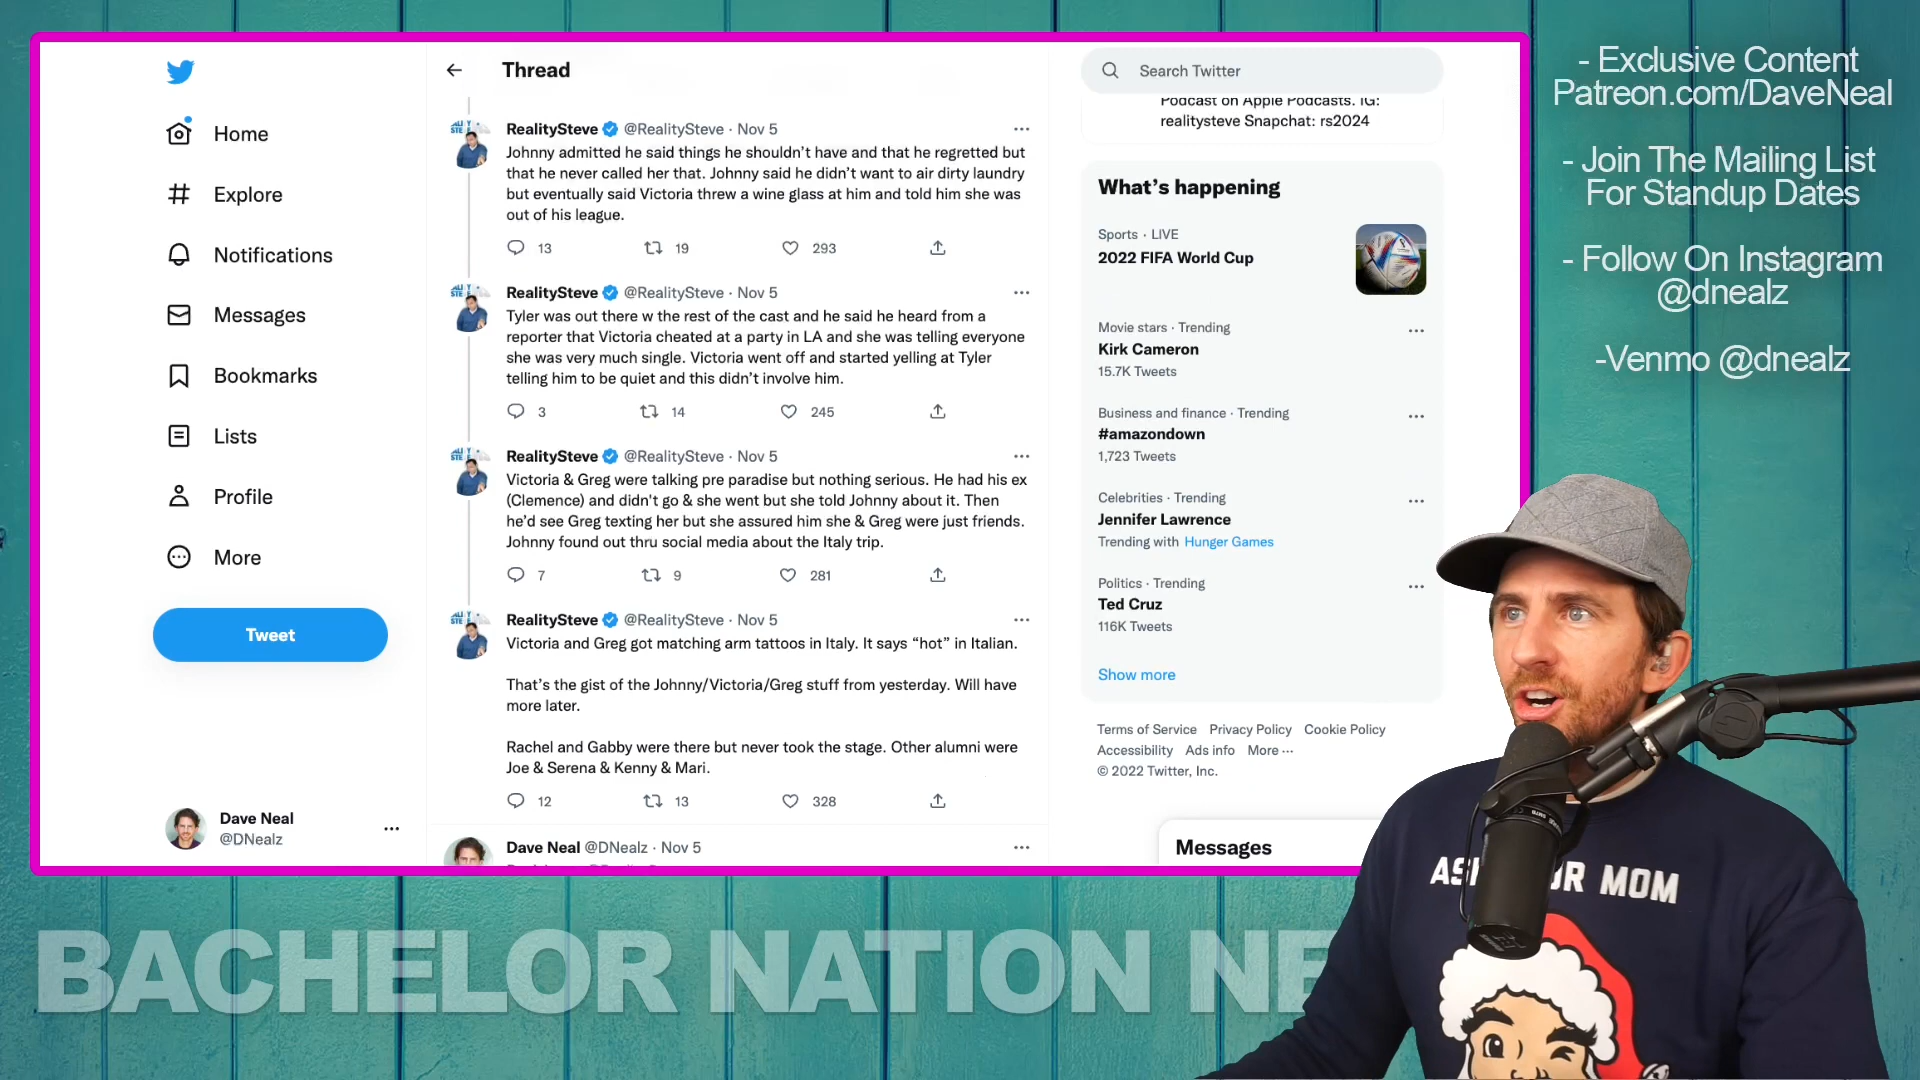 Home
Explore
Notifications
Messages
Bookmarks
Lists
Profile
More
Tweet
Dave Neal
@DNealz
Thread
RealitySteve @RealitySteve · Nov 5
Johnny admitted he said things he shouldn't have and that he regretted but
that he never called her that. Johnny said he didn't want to air dirty laundry
but eventually said Victoria threw a wine glass at him and told him she was
out of his league.
13 19 293
RealitySteve @RealitySteve · Nov 5
Tyler was out there w the rest of the cast and he said he heard from a
reporter that Victoria cheated at a party in LA and she was telling everyone
she was very much single. Victoria went off and started yelling at Tyler
telling him to be quiet and this didn't involve him.
3 14 245
RealitySteve @RealitySteve · Nov 5
Victoria & Greg were talking pre paradise but nothing serious. He had his ex
(Clemence) and didn't go & she went but she told Johnny about it. Then
he'd see Greg texting her but she assured him she & Greg were just friends.
Johnny found out thru social media about the Italy trip.
7 9 281
RealitySteve @RealitySteve · Nov 5
Victoria and Greg got matching arm tattoos in Italy. It says “hot” in Italian.
That's the gist of the Johnny/Victoria/Greg stuff from yesterday. Will have
more later.
Rachel and Gabby were there but never took the stage. Other alumni were
Joe & Serena & Kenny & Mari.
12 13 328
Dave Neal @DNealz · Nov 5
Search Twitter
Podcast on Apple Podcasts. IG:
realitysteve Snapchat: rs2024
What's happening
Sports · LIVE
2022 FIFA World Cup
Movie stars · Trending
Kirk Cameron
15.7K Tweets
Business and finance · Trending
#amazondown
1,723 Tweets
Celebrities · Trending
Jennifer Lawrence
Trending with Hunger Games
Politics · Trending
Ted Cruz
116K Tweets
Show more
Terms of Service Privacy Policy Cookie Policy
Accessibility Ads info More ···
© 2022 Twitter, Inc.
Messages
- Exclusive Content
Patreon.com/DaveNeal
- Join The Mailing List
For Standup Dates
- Follow On Instagram
@dnealz
-Venmo @dnealz
BACHELOR NATION NE
MOM